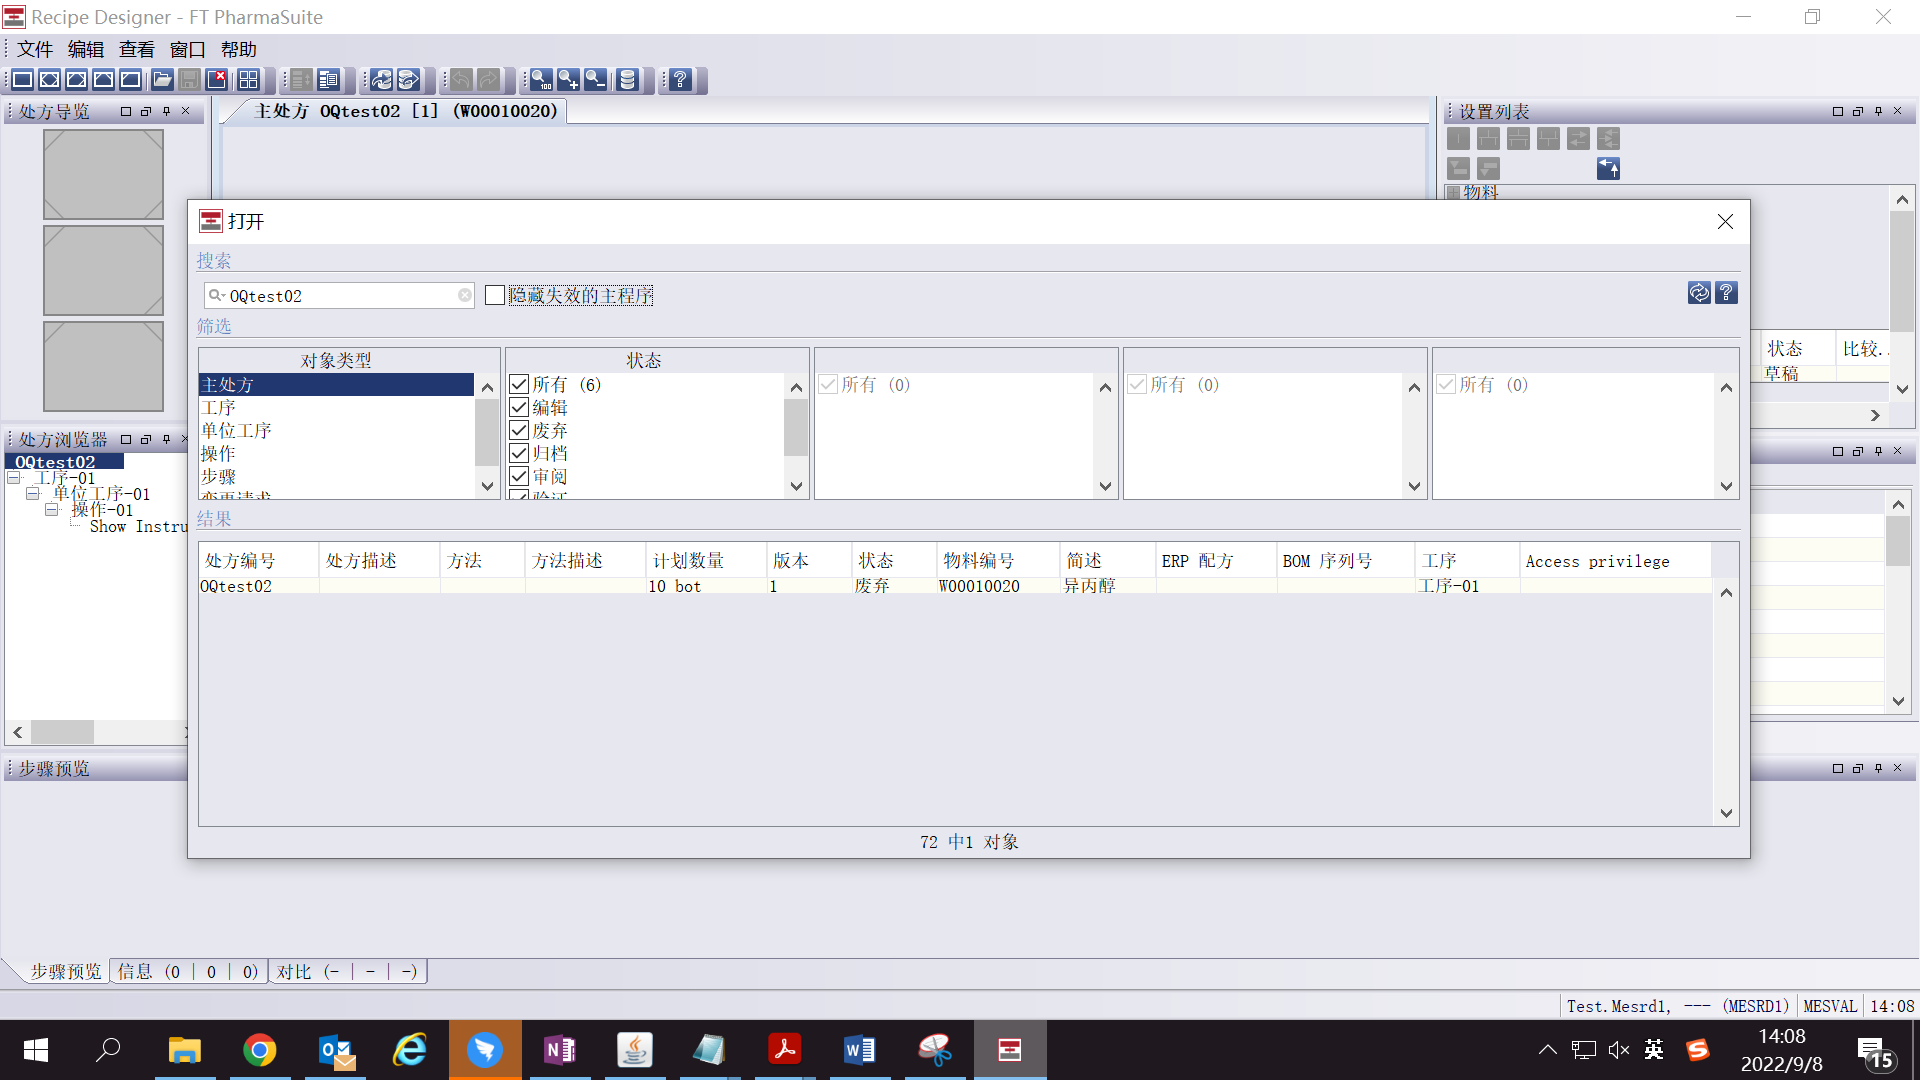 Recipe Designer - FT PharmaSuite
文件 编辑 查看 窗口 帮助
处方导览
主处方 OQtest02 [1] (W00010020)
设置列表
物料
打开
搜索
OQtest02
隐藏失效的主程序
筛选
对象类型
状态
主处方
工序
单位工序
操作
步骤
变更请求
所有 (6)
编辑
废弃
归档
审阅
验证
所有 (0)
所有 (0)
所有 (0)
状态 比较..
草稿
处方浏览器
OQtest02
工序-01
单位工序-01
操作-01
Show Instru
结果
处方编号 处方描述 方法 方法描述 计划数量 版本 状态 物料编号 简述 ERP 配方 BOM 序列号 工序 Access privilege
OQtest02 10 bot 1 废弃 W00010020 异丙醇 工序-01
72 中1 对象
步骤预览
步骤预览 信息 (0 | 0 | 0) 对比 (- | - | -)
Test.Mesrd1, --- (MESRD1) MESVAL 14:08
英
14:08
2022/9/8
15